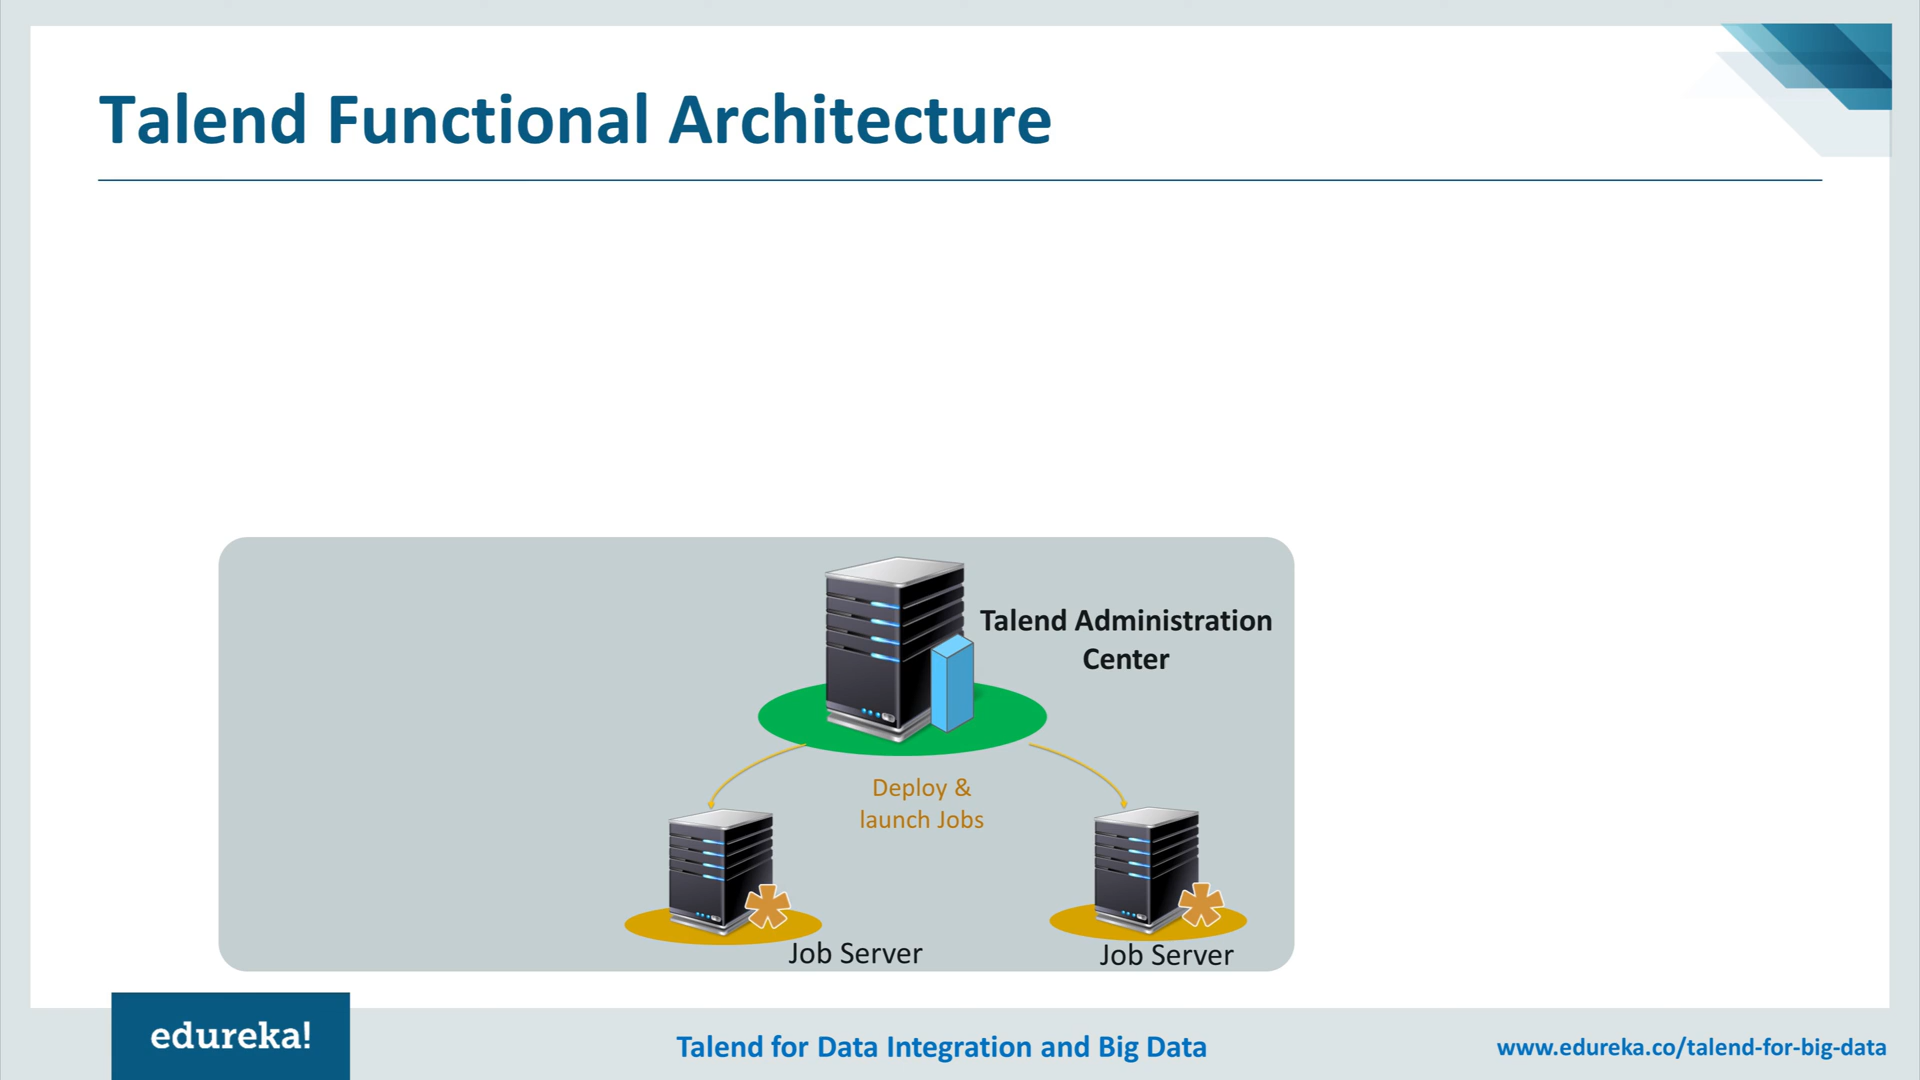 Talend Functional Architecture
Talend Administration
Center
Deploy &
launch Jobs
Job Server
Job Server
edureka!
Talend for Data Integration and Big Data
www.edureka.co/talend-for-big-data